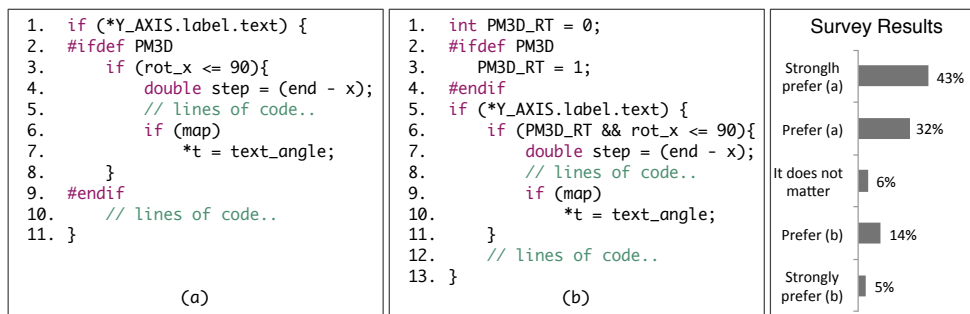 1. if (*Y_AXIS.label.text) {
2. #ifdef PM3D
3. if (rot_x <= 90){
4. double step = (end - x);
5. // lines of code..
6. if (map)
7. *t = text_angle;
8. }
9. #endif
10. // lines of code..
11. }
(a)
1. int PM3D_RT = 0;
2. #ifdef PM3D
3. PM3D_RT = 1;
4. #endif
5. if (*Y_AXIS.label.text) {
6. if (PM3D_RT && rot_x <= 90){
7. double step = (end - x);
8. // lines of code..
9. if (map)
10. *t = text_angle;
11. }
12. // lines of code..
13. }
(b)
Survey Results
Stronglh
prefer (a)
43%
Prefer (a)
32%
It does not
matter
6%
Prefer (b)
14%
Strongly
prefer (b)
5%